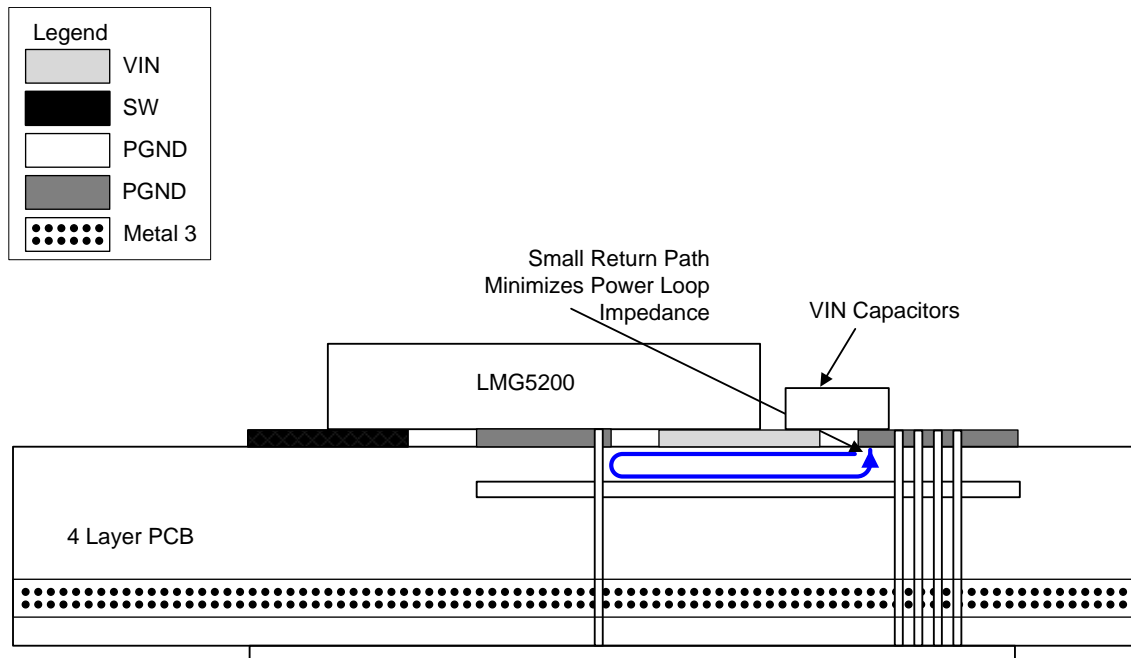 Legend
VIN
SW
PGND
PGND
Metal 3
Small Return Path
Minimizes Power Loop
Impedance
VIN Capacitors
LMG5200
4 Layer PCB